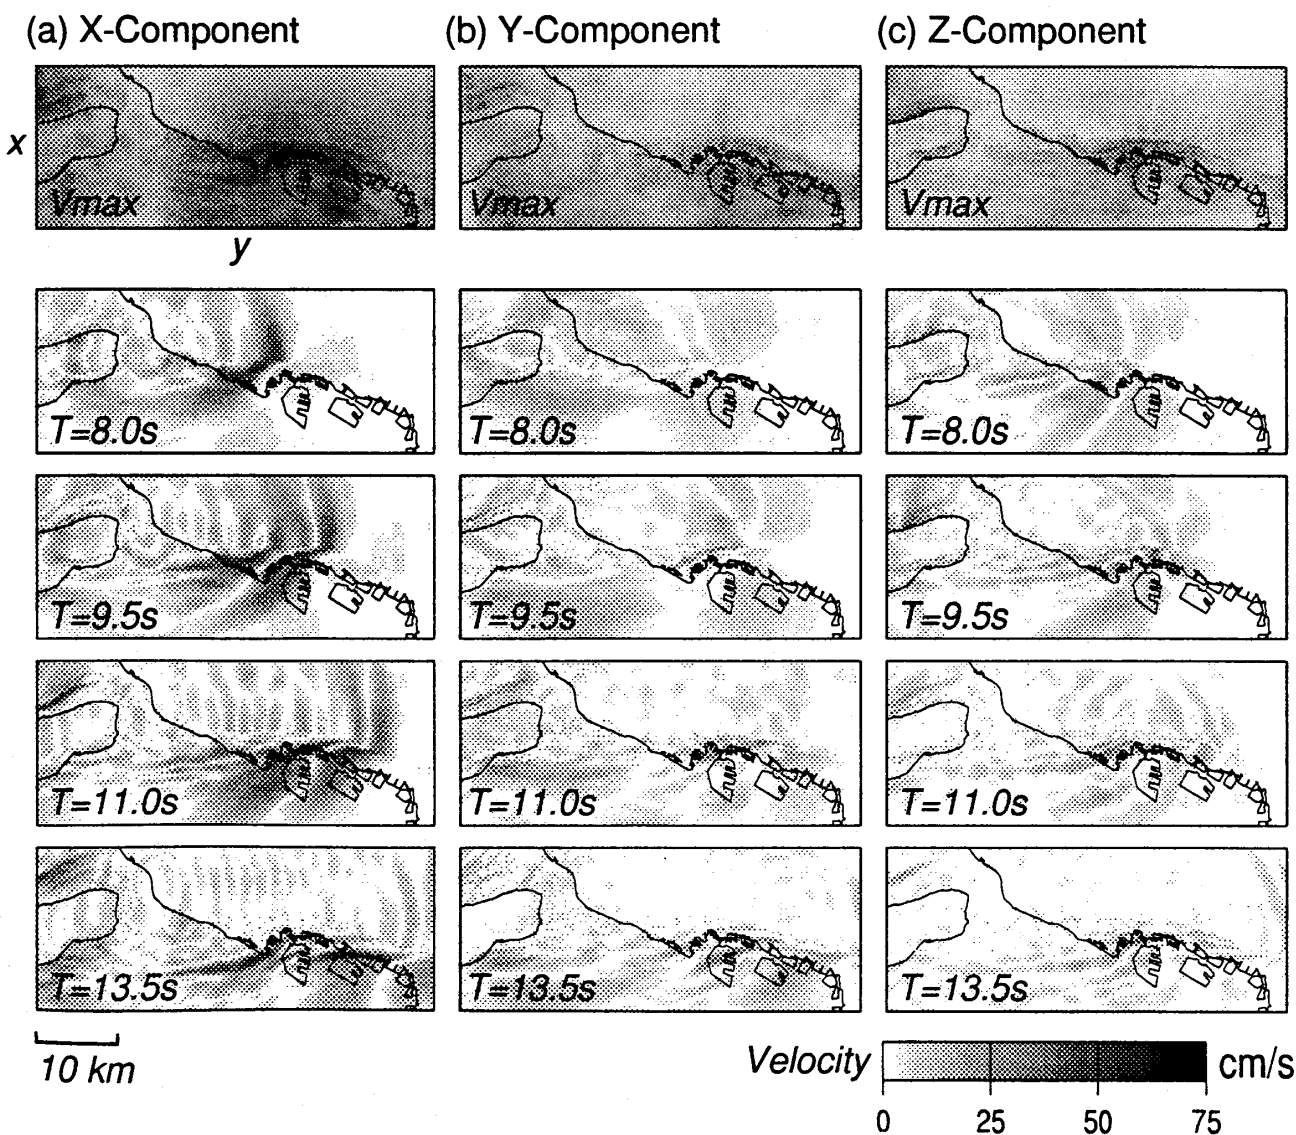 (a) X-Component (b) Y-Component (c) Z-Component
x
Vmax Vmax Vmax
y
T=8.0s T=8.0s T=8.0s
T=9.5s T=9.5s T=9.5s
T=11.0s T=11.0s T=11.0s
T=13.5s T=13.5s T=13.5s
10 km
Velocity cm/s
0 25 50 75